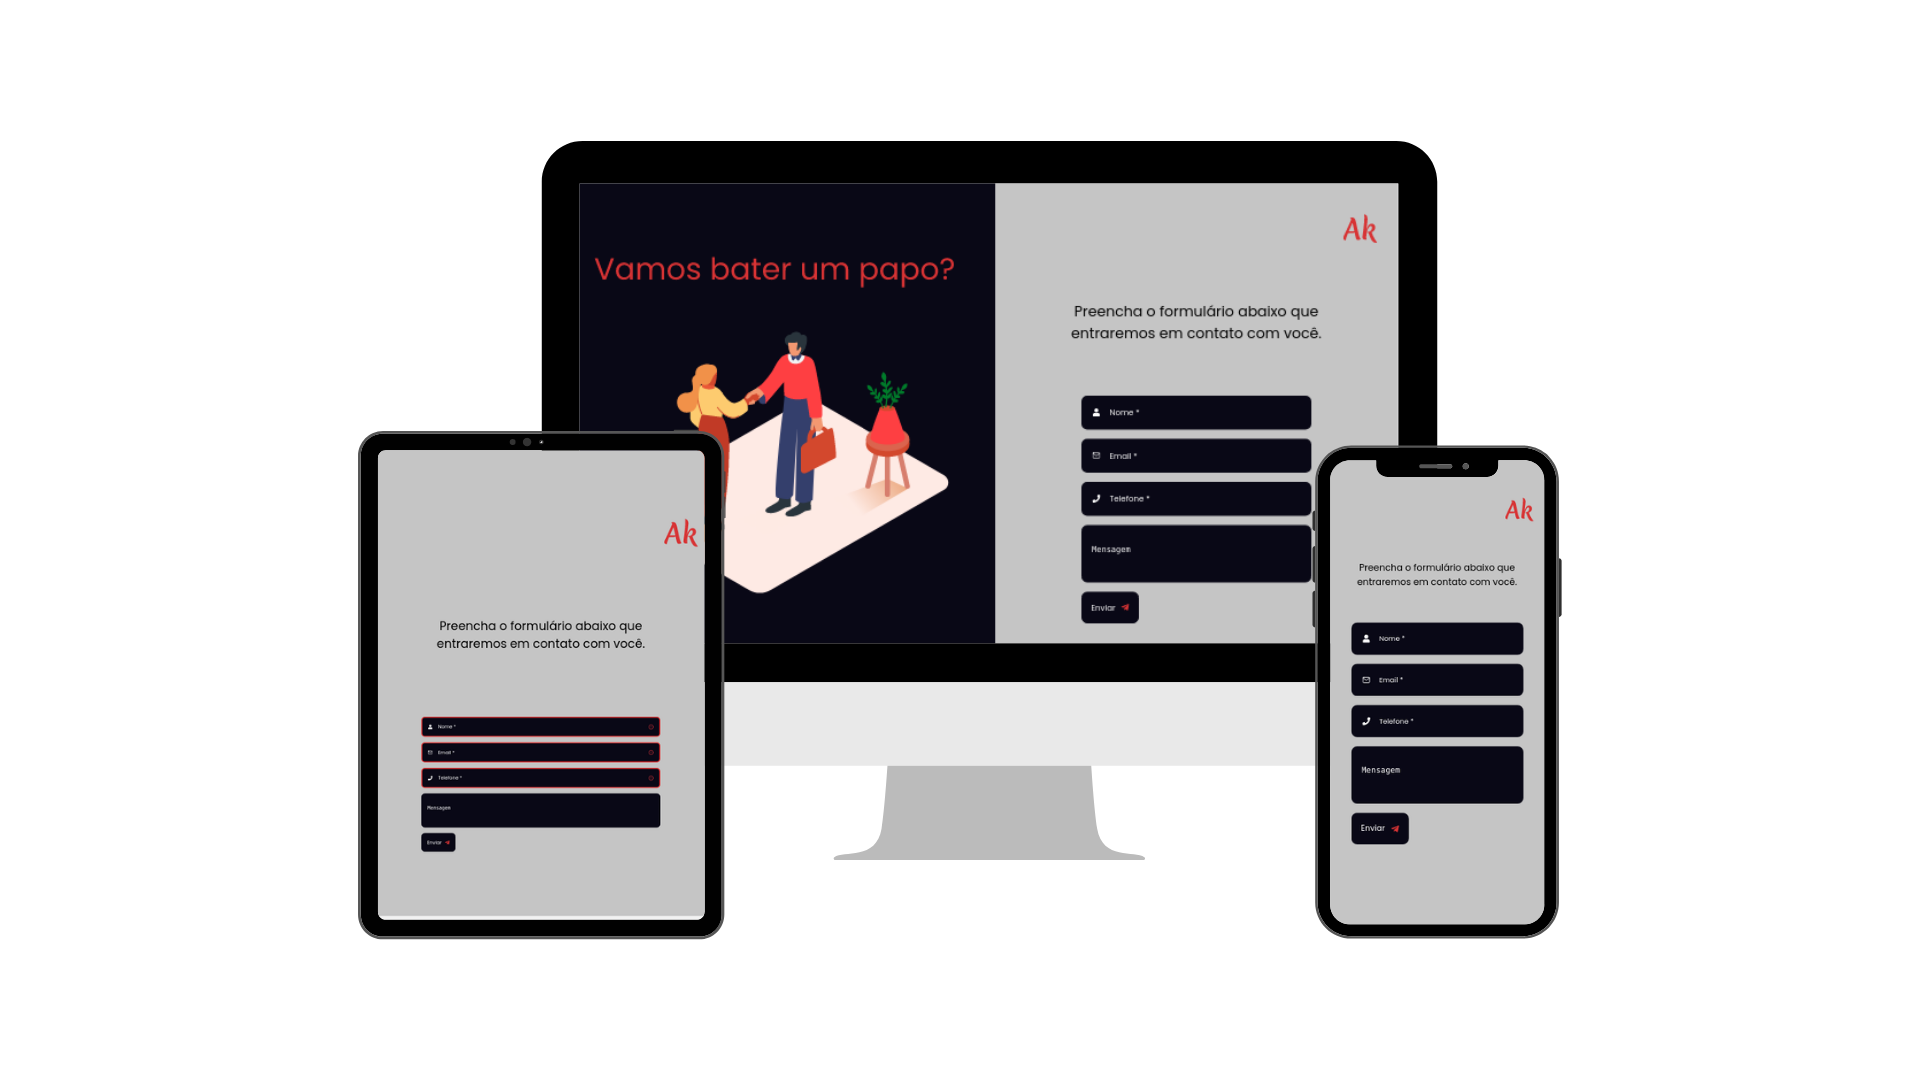 Vamos bater um papo?
Ak
Preencha o formulário abaixo que
entraremos em contato com você.
Nome *
Email *
Telefone *
Mensagem
Enviar
Ak
Preencha o formulário abaixo que
entraremos em contato com você.
Nome *
Email *
Telefone *
Mensagem
Enviar
Ak
Preencha o formulário abaixo que
entraremos em contato com você.
Nome *
Email *
Telefone *
Mensagem
Enviar